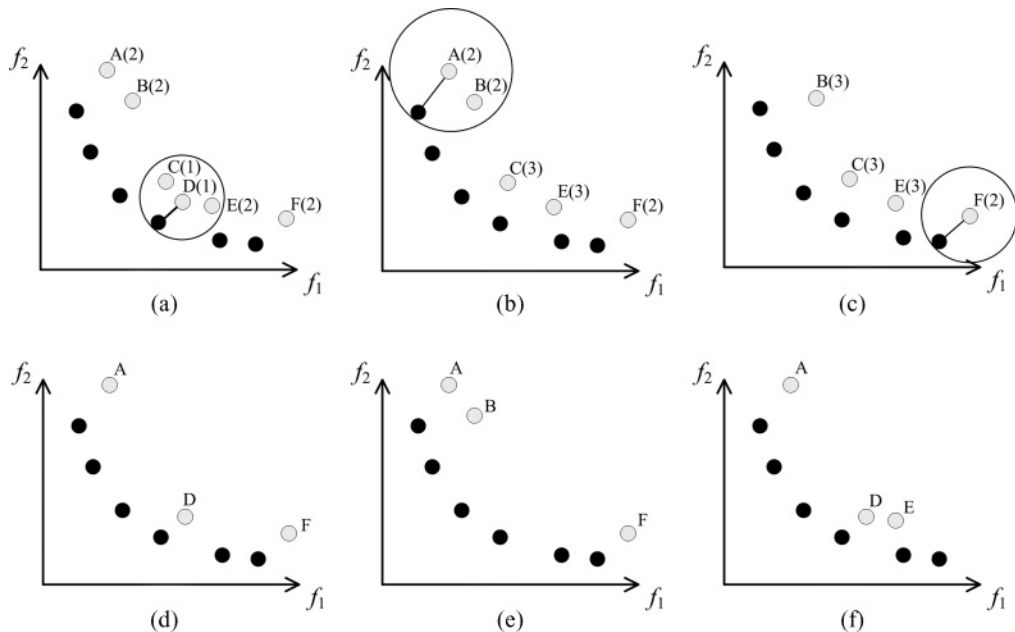 f₂
A(2)
B(2)
C(1)
D(1)
E(2)
F(2)
f₁
(a)
f₂
A(2)
B(2)
C(3)
E(3)
F(2)
f₁
(b)
f₂
B(3)
C(3)
E(3)
F(2)
f₁
(c)
f₂
A
D
F
f₁
(d)
f₂
A
B
F
f₁
(e)
f₂
A
D
E
f₁
(f)